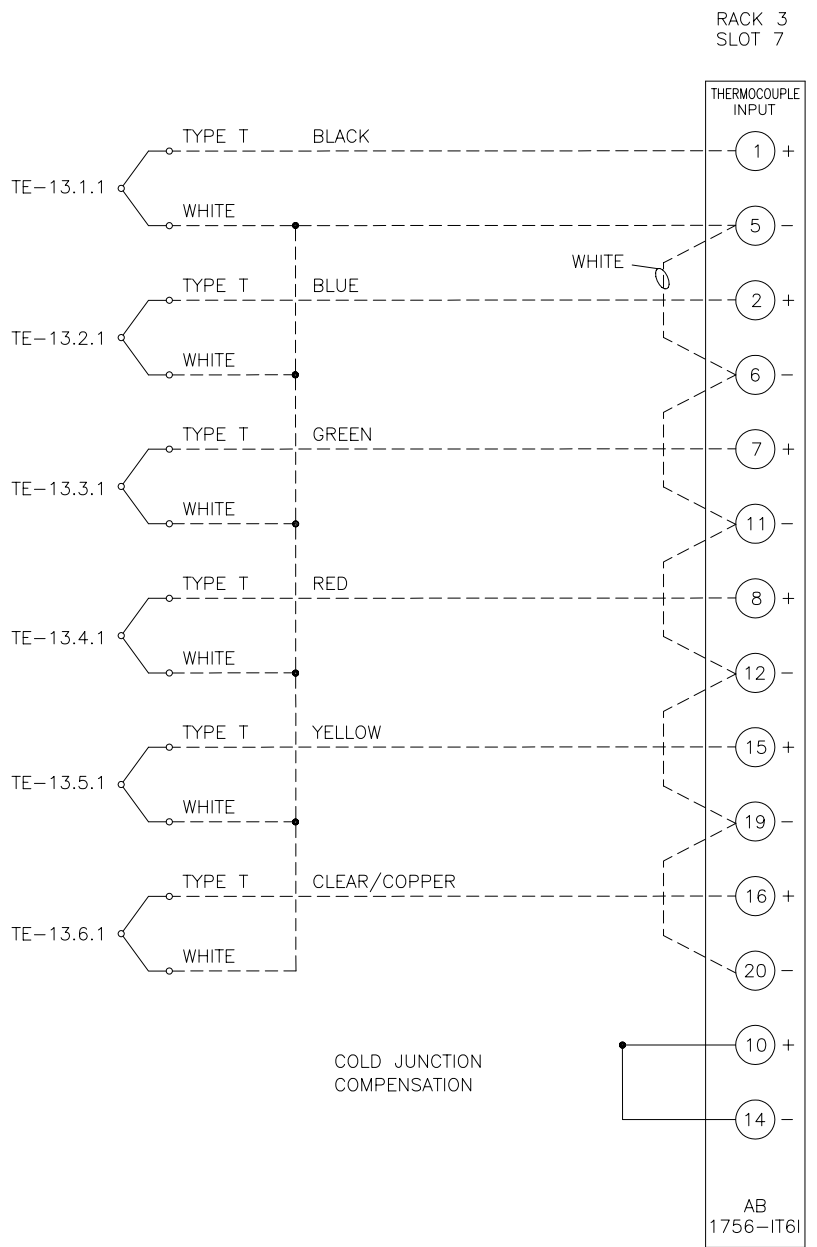 RACK 3
SLOT 7
THERMOCOUPLE
INPUT
TYPE T BLACK
1 +
TE-13.1.1
WHITE
5 -
WHITE
TYPE T BLUE
2 +
TE-13.2.1
WHITE
6 -
TYPE T GREEN
7 +
TE-13.3.1
WHITE
11 -
TYPE T RED
8 +
TE-13.4.1
WHITE
12 -
TYPE T YELLOW
15 +
TE-13.5.1
WHITE
19 -
TYPE T CLEAR/COPPER
16 +
TE-13.6.1
WHITE
20 -
10 +
COLD JUNCTION
COMPENSATION
14 -
AB
1756-IT6I